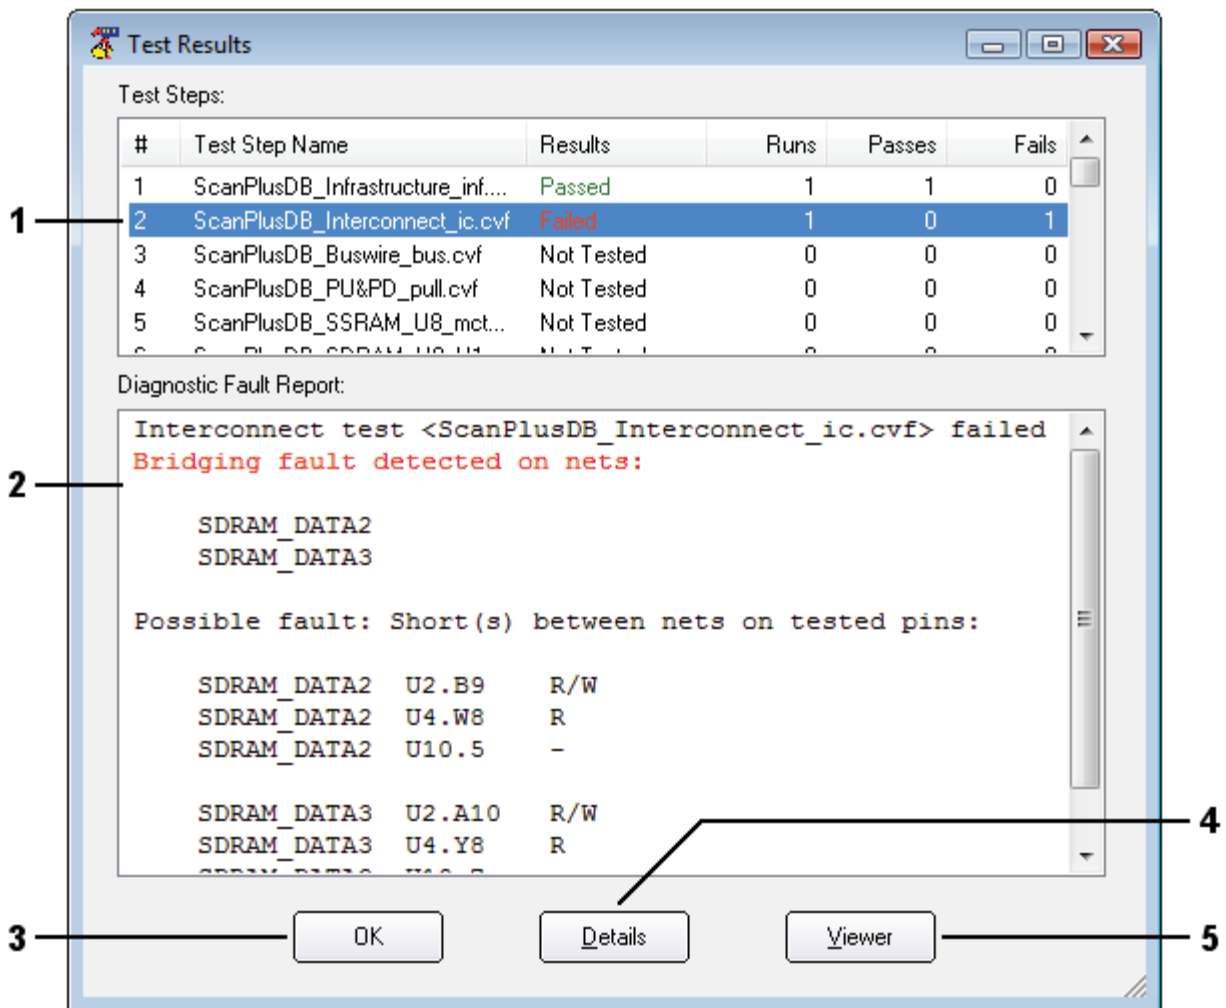 Test Results
Test Steps:
# Test Step Name Results Runs Passes Fails
1 ScanPlusDB_Infrastructure_inf.... Passed 1 1 0
1
2 ScanPlusDB_Interconnect_ic.cvf Failed 1 0 1
3 ScanPlusDB_Buswire_bus.cvf Not Tested 0 0 0
4 ScanPlusDB_PU&PD_pull.cvf Not Tested 0 0 0
5 ScanPlusDB_SSRAM_U8_mct... Not Tested 0 0 0
Diagnostic Fault Report:
Interconnect test <ScanPlusDB_Interconnect_ic.cvf> failed
Bridging fault detected on nets:
2
SDRAM_DATA2
SDRAM_DATA3
Possible fault: Short(s) between nets on tested pins:
SDRAM_DATA2 U2.B9 R/W
SDRAM_DATA2 U4.W8 R
SDRAM_DATA2 U10.5 -
SDRAM_DATA3 U2.A10 R/W
4
SDRAM_DATA3 U4.Y8 R
3
OK Details Viewer
5